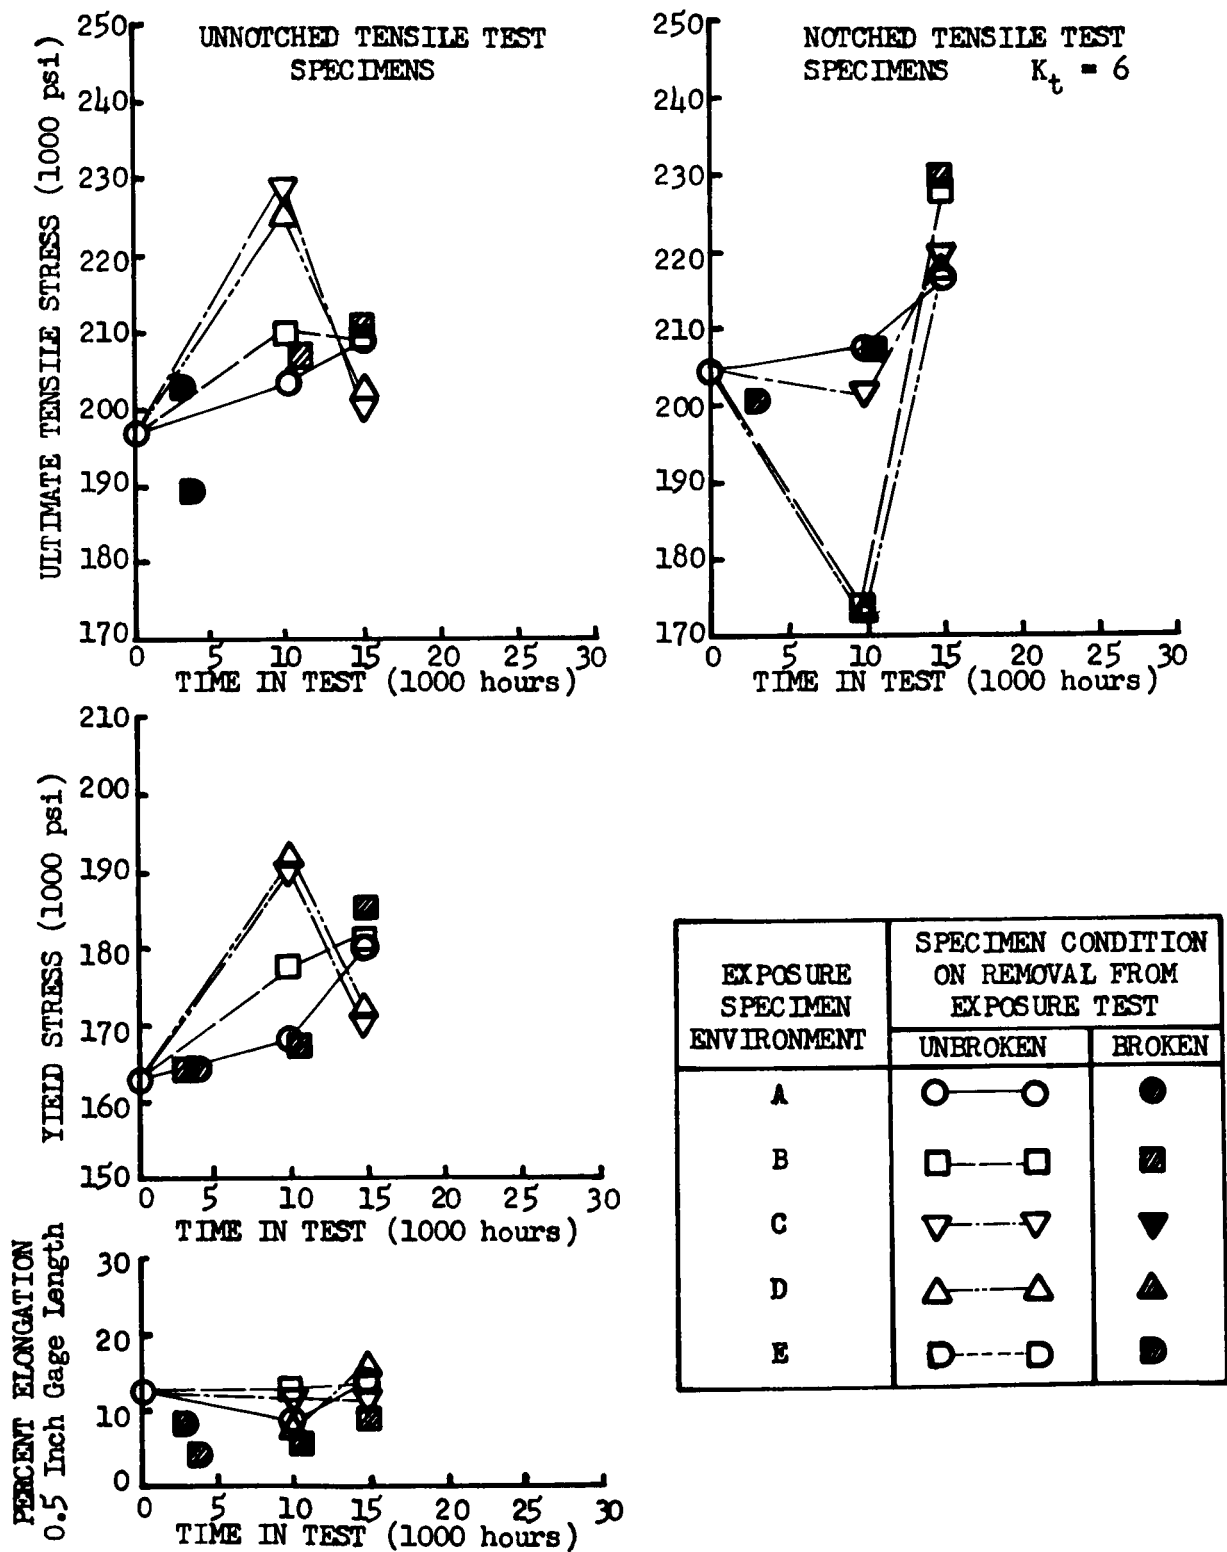 UNNOTCHED TENSILE TEST
SPECIMENS
ULTIMATE TENSILE STRESS (1000 psi)
250
240
230
220
210
200
190
180
170
0 5 10 15 20 25 30
TIME IN TEST (1000 hours)
NOTCHED TENSILE TEST
SPECIMENS Kt = 6
250
240
230
220
210
200
190
180
170
0 5 10 15 20 25 30
TIME IN TEST (1000 hours)
YIELD STRESS (1000 psi)
210
200
190
180
170
160
150
0 5 10 15 20 25 30
TIME IN TEST (1000 hours)
PERCENT ELONGATION
0.5 Inch Gage Length
30
20
10
0
0 5 10 15 20 25 30
TIME IN TEST (1000 hours)
EXPOSURE
SPECIMEN
ENVIRONMENT
SPECIMEN CONDITION
ON REMOVAL FROM
EXPOSURE TEST
UNBROKEN BROKEN
A
B
C
D
E